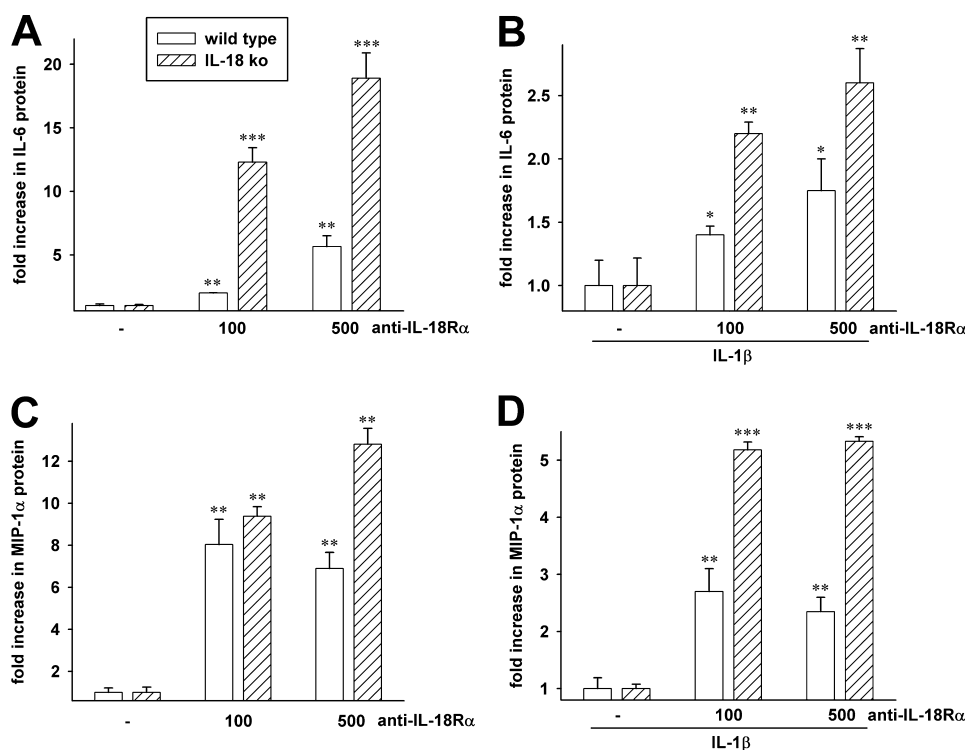 A
wild type
IL-18 ko
fold increase in IL-6 protein
20
15
10
5
***
***
**
**
- 100 500 anti-IL-18Rα
B
fold increase in IL-6 protein
2.5
2.0
1.5
1.0
**
**
*
*
- 100 500 anti-IL-18Rα
IL-1β
C
fold increase in MIP-1α protein
12
10
8
6
4
2
**
** **
**
- 100 500 anti-IL-18Rα
D
fold increase in MIP-1α protein
5
4
3
2
1
*** ***
**
**
- 100 500 anti-IL-18Rα
IL-1β